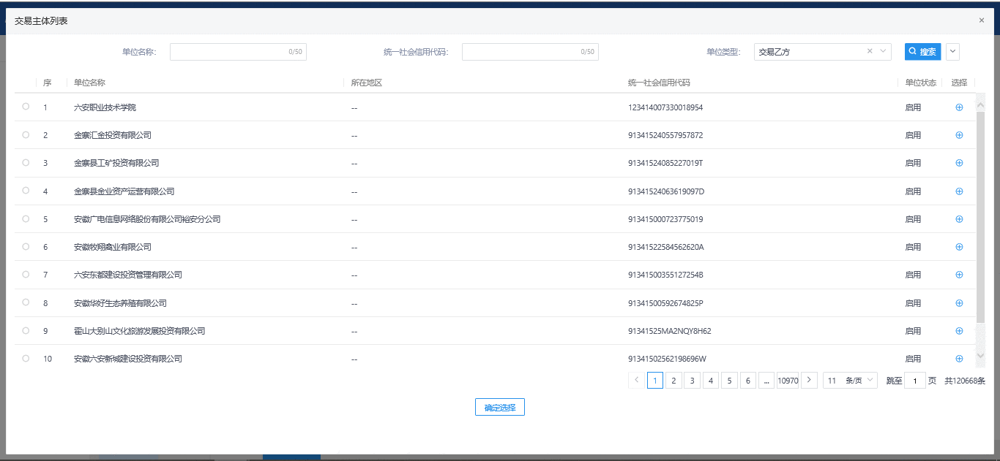 交易主体列表
单位名称: 0/50 统一社会信用代码: 0/50 单位类型: 交易乙方 搜索
序 单位名称 所在地区 统一社会信用代码 单位状态 选择
1 六安职业技术学院 -- 123414007330018954 启用
2 金寨汇金投资有限公司 -- 913415240557957872 启用
3 金寨县工矿投资有限公司 -- 91341524085227019T 启用
4 金寨县金业资产运营有限公司 -- 91341524063619097D 启用
5 安徽广电信息网络股份有限公司裕安分公司 -- 913415000723775019 启用
6 安徽牧翔禽业有限公司 -- 91341522584562620A 启用
7 六安东都建设投资管理有限公司 -- 91341500355127254B 启用
8 安徽华好生态养殖有限公司 -- 91341500592674825P 启用
9 霍山大别山文化旅游发展投资有限公司 -- 91341525MA2NQY8H62 启用
10 安徽六安新城建设投资有限公司 -- 91341502562198696W 启用
1 2 3 4 5 6 ... 10970 11 条/页 跳至 1 页 共120668条
确定选择